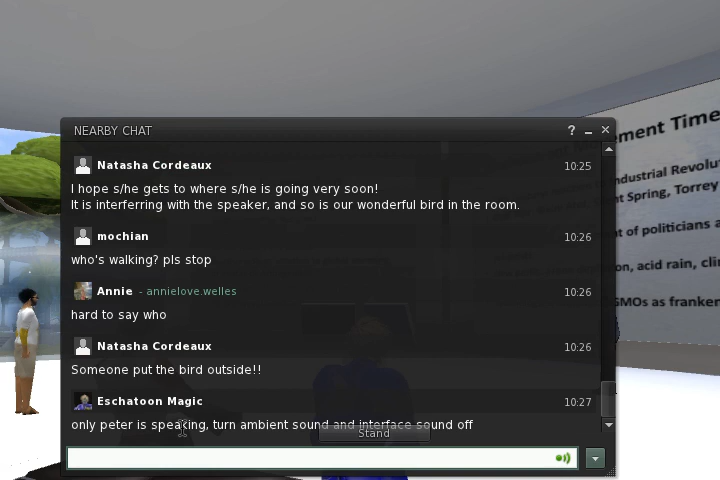 NEARBY CHAT
?
Natasha Cordeaux 10:25
I hope s/he gets to where s/he is going very soon!
It is interferring with the speaker, and so is our wonderful bird in the room.
mochian 10:26
who's walking? pls stop
Annie - annielove.welles 10:26
hard to say who
Natasha Cordeaux 10:26
Someone put the bird outside!!
Eschatoon Magic 10:27
only peter is speaking, turn ambient sound and interface sound off
Stand
ement Time
ndustrial Revolu
t Spring, Torrey
t of politicians a
n, acid rain, cli
GMOs as franken